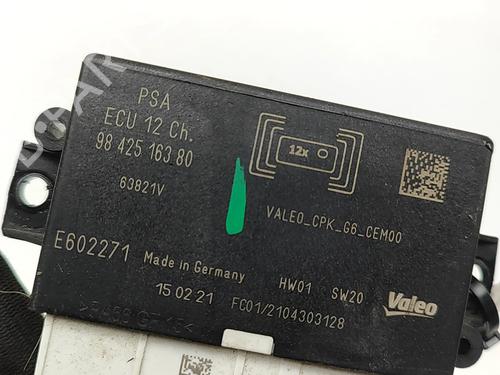 PSA
ECU 12 Ch.
98 425 163 80
63821V
12x
VALEO_CPK_G6_CEM00
E602271 Made in Germany
HW01 SW20
15 02 21 FC01/2104303128
Valeo